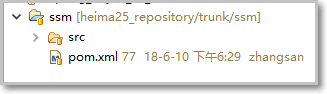 ssm [heima25_repository/trunk/ssm]
src
pom.xml 77 18-6-10 下午6:29 zhangsan